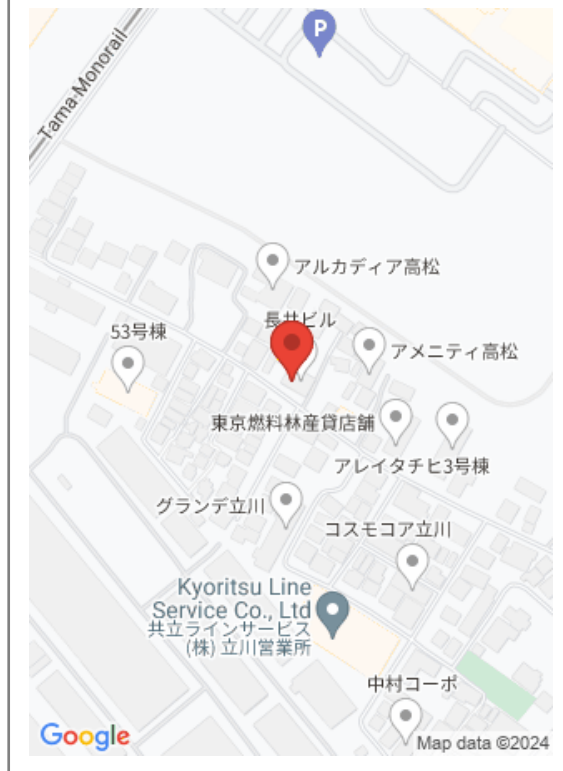 P
Tama Monorail
アルカディア高松
長井ビル
53号棟
アメニティ高松
東京燃料林産貸店舗
アレイタチヒ3号棟
グランデ立川
コスモコア立川
Kyoritsu Line
Service Co., Ltd
共立ラインサービス
(株) 立川営業所
中村コーポ
Google
Map data ©2024